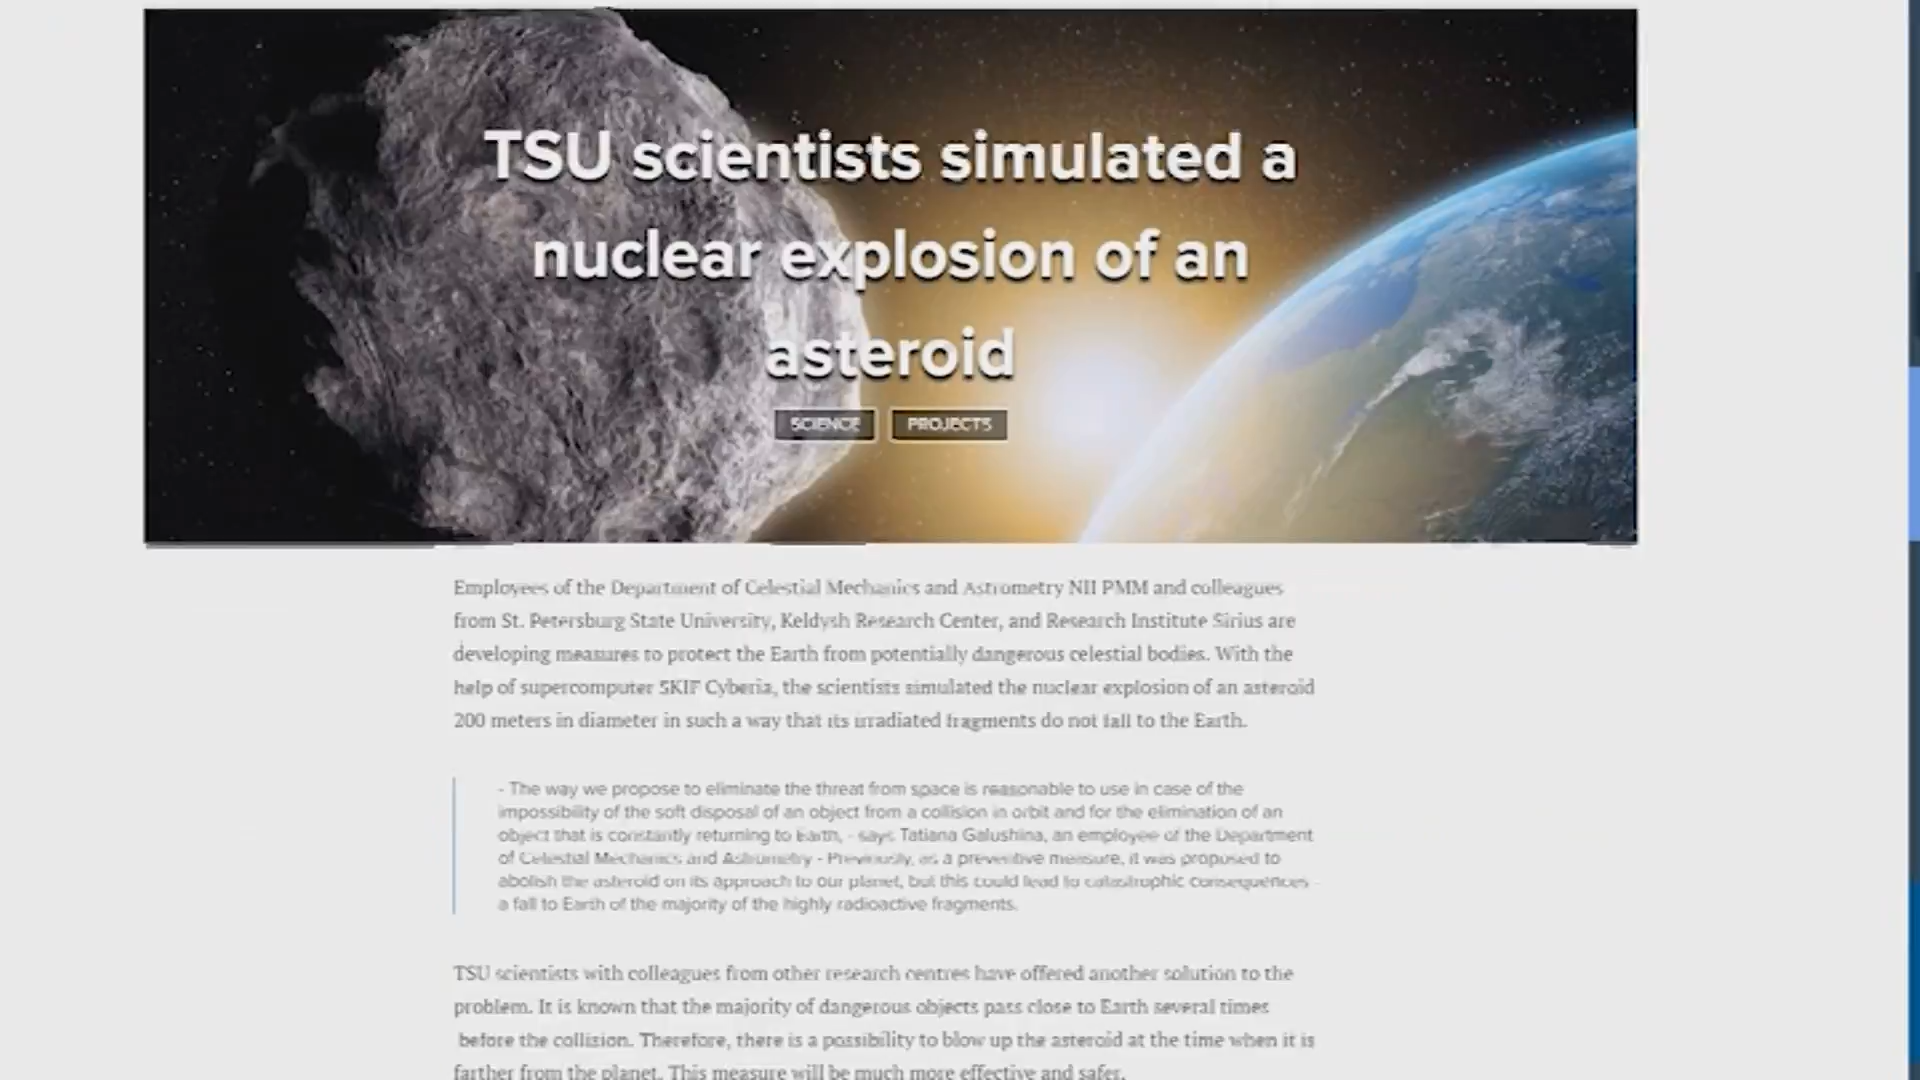 TSU scientists simulated a
nuclear explosion of an
asteroid
SCIENCE PROJECTS
Employees of the Department of Celestial Mechanics and Astrometry NII PMM and colleagues
from St. Petersburg State University, Keldysh Research Center, and Research Institute Sirius are
developing measures to protect the Earth from potentially dangerous celestial bodies. With the
help of supercomputer SKIF Cyberia, the scientists simulated the nuclear explosion of an asteroid
200 meters in diameter in such a way that its irradiated fragments do not fall to the Earth.
- The way we propose to eliminate the threat from space is reasonable to use in case of the
impossibility of the soft disposal of an object from a collision in orbit and for the elimination of an
object that is constantly returning to Earth, - says Tatiana Galushina, an employee of the Department
of Celestial Mechanics and Astrometry - Previously, as a preventive measure, it was proposed to
abolish the asteroid on its approach to our planet, but this could lead to catastrophic consequences -
a fall to Earth of the majority of the highly radioactive fragments.
TSU scientists with colleagues from other research centres have offered another solution to the
problem. It is known that the majority of dangerous objects pass close to Earth several times
before the collision. Therefore, there is a possibility to blow up the asteroid at the time when it is
farther from the planet. This measure will be much more effective and safer.